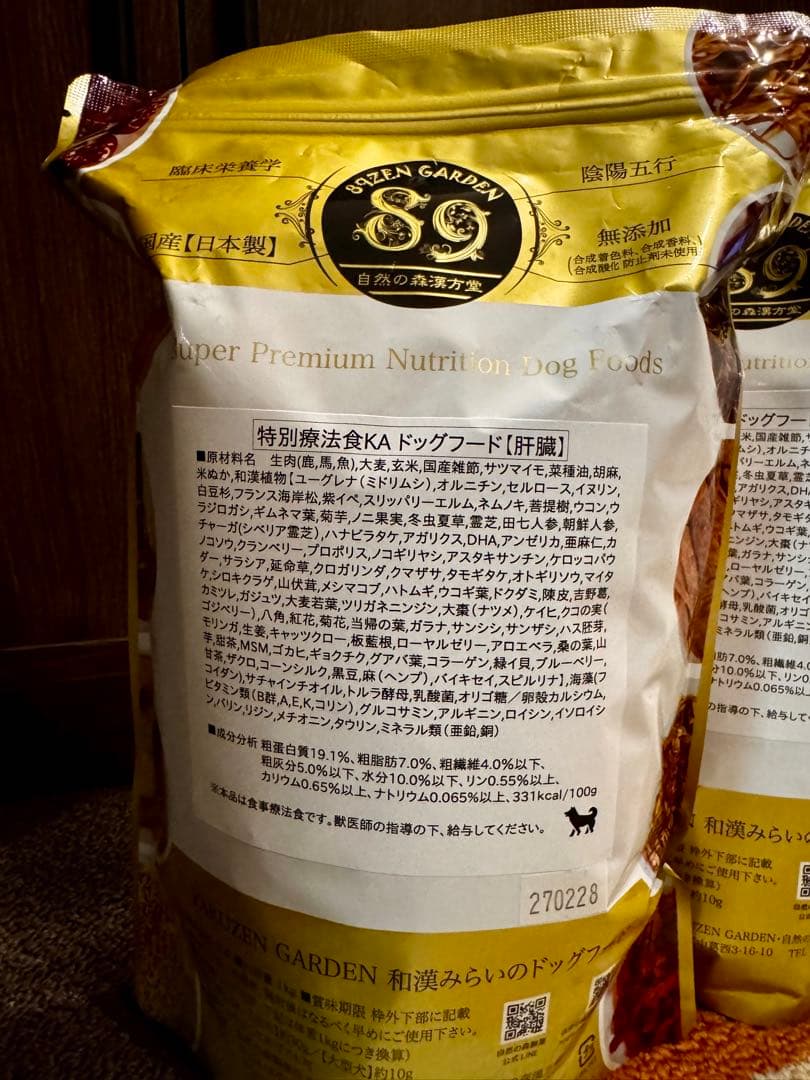 臨床栄養学
89ZEN GARDEN
陰陽五行
89
国産【日本製】
無添加
(合成着色料、合成香料、
合成酸化 防止剤未使用)
自然の森漢方堂
Super Premium Nutrition Dog Foods
特別療法食KA ドッグフード【肝臓】
■原材料名 生肉(鹿,馬,魚),大麦,玄米,国産雑節,サツマイモ,菜種油,胡麻,
米ぬか,和漢植物【ユーグレナ(ミドリムシ),オルニチン,セルロース,イヌリン,
白豆杉,フランス海岸松,紫イペ,スリッパリーエルム,ネムノキ,菩提樹,ウコン,ウ
ラジロガシ,ギムネマ葉,菊芋,ノニ果実,冬虫夏草,霊芝,田七人参,朝鮮人参,
チャーガ(シベリア霊芝),ハナビラタケ,アガリクス,DHA,アンゼリカ,亜麻仁,カ
ノコソウ,クランベリー,プロポリス,ノコギリヤシ,アスタキサンチン,ケロッコパウ
ダー,サラシア,延命草,クロガリンダ,クマザサ,タモギタケ,オトギリソウ,マイタ
ケ,シロキクラゲ,山伏茸,メシマコブ,ハトムギ,ウコギ葉,ドクダミ,陳皮,吉野葛,
カミツレ,ガジュツ,大麦若葉,ツリガネニンジン,大棗(ナツメ),ケイヒ,クコの実(
ゴジベリー),八角,紅花,菊花,当帰の葉,ガラナ,サンシシ,サンザシ,ハス胚芽,
モリンガ,生姜,キャッツクロー,板藍根,ローヤルゼリー,アロエベラ,桑の葉,山
芋,甜茶,MSM,ゴカヒ,ギョクチク,グアバ葉,コラーゲン,緑イ貝,ブルーベリー,
甘茶,ザクロ,コーンシルク,黒豆,麻(ヘンプ),バイキセイ,スピルリナ】,海藻(フ
コイダン),サチャインチオイル,トルラ酵母,乳酸菌,オリゴ糖/卵殻カルシウム,
ビタミン類(B群,A,E,K,コリン),グルコサミン,アルギニン,ロイシン,イソロイシ
ン,バリン,リジン,メチオニン,タウリン,ミネラル類(亜鉛,銅)
■成分分析 粗蛋白質19.1%、粗脂肪7.0%、粗繊維4.0%以下、
粗灰分5.0%以下、水分10.0%以下、リン0.55%以上、
カリウム0.65%以上、ナトリウム0.065%以上、331kcal/100g
※本品は食事療法食です。獣医師の指導の下、給与してください。
270228
GARDEN 和漢みらいのドッグフー
■賞味期限 枠外下部に記載
なるべく早めにご使用下さい。
1kgにつき換算)
【大型犬】約10g
公式LINE